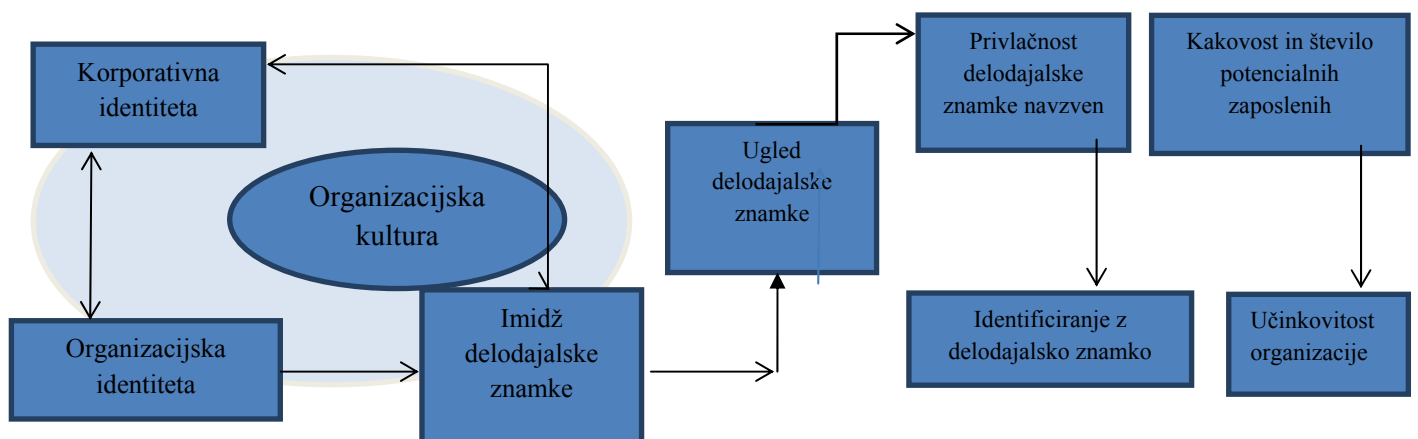 Korporativna
identiteta
Organizacijska
kultura
Organizacijska
identiteta
Imidž
delodajalske
znamke
Ugled
delodajalske
znamke
Privlačnost
delodajalske
znamke navzven
Kakovost in število
potencialnih
zaposlenih
Identificiranje z
delodajalsko znamko
Učinkovitost
organizacije